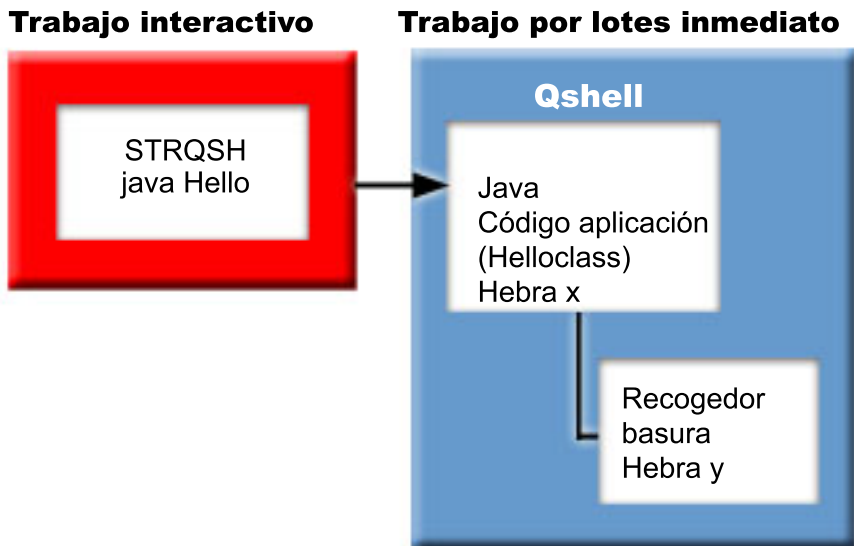 Trabajo interactivo
STRQSH
java Hello
Trabajo por lotes inmediato
Qshell
Java
Código aplicación
(Helloclass)
Hebra x
Recogedor
basura
Hebra y